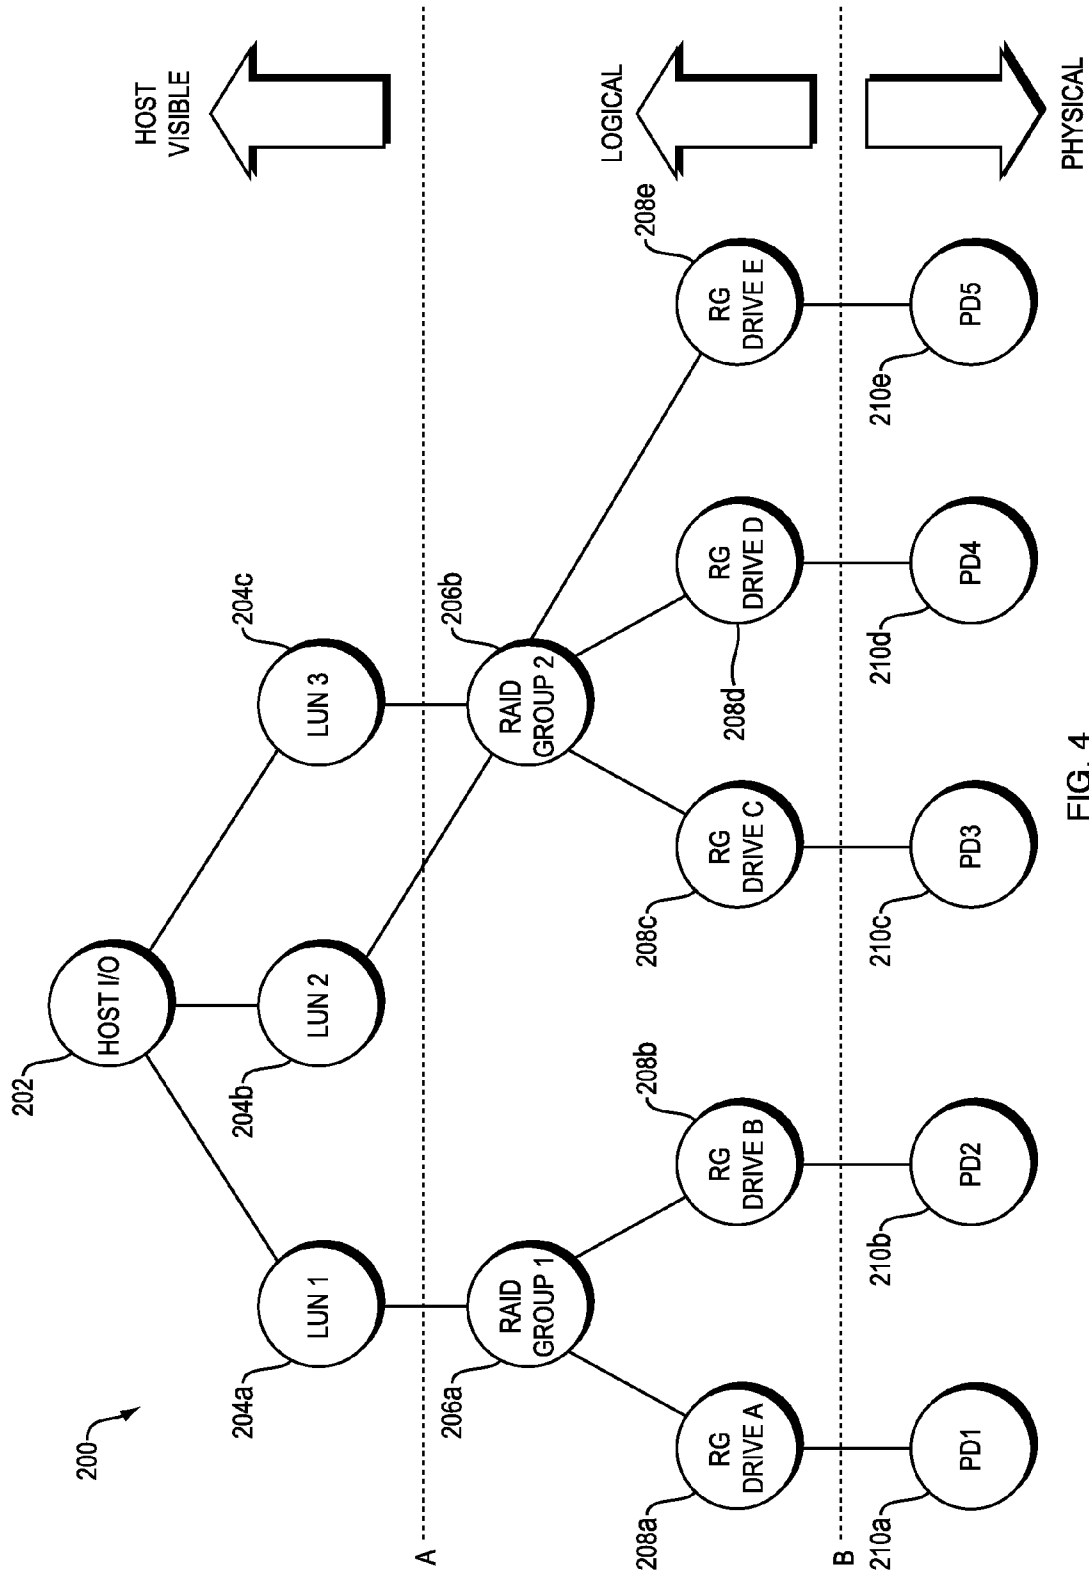 200
202
HOST I/O
HOST
VISIBLE
204a
LUN 1
204b
LUN 2
LUN 3
204c
A
206a
RAID
GROUP 1
RAID
GROUP 2
206b
LOGICAL
208a
RG
DRIVE A
RG
DRIVE B
208b
208c
RG
DRIVE C
208d
RG
DRIVE D
RG
DRIVE E
208e
B
210a
PD1
210b
PD2
210c
PD3
210d
PD4
210e
PD5
PHYSICAL
FIG. 4